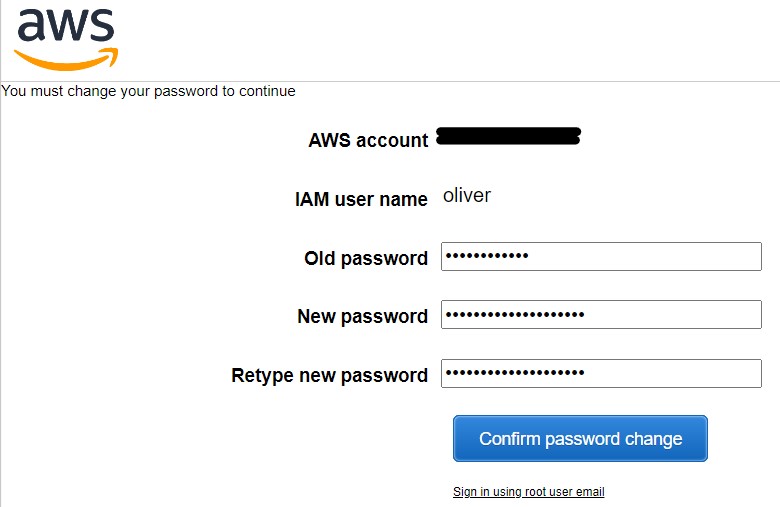 aws
You must change your password to continue
AWS account
IAM user name oliver
Old password ••••••••••••
New password ••••••••••••••••••••
Retype new password ••••••••••••••••••••
Confirm password change
Sign in using root user email